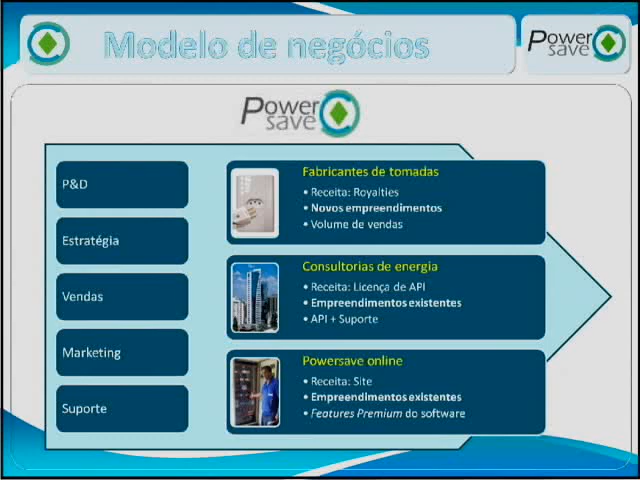 Modelo de negócios
Power
save
Power
save
P&D
Estratégia
Vendas
Marketing
Suporte
Fabricantes de tomadas
• Receita: Royalties
• Novos empreendimentos
• Volume de vendas
Consultorias de energia
• Receita: Licença de API
• Empreendimentos existentes
• API + Suporte
Powersave online
• Receita: Site
• Empreendimentos existentes
• Features Premium do software